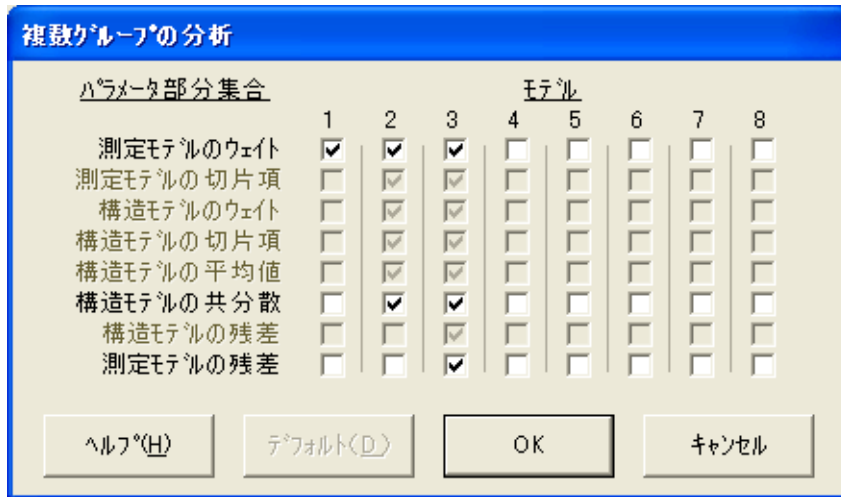 複数ｸﾞﾙｰﾌﾟの分析
ﾊﾟﾗﾒｰﾀ部分集合 ﾓﾃﾞﾙ
1 2 3 4 5 6 7 8
測定ﾓﾃﾞﾙのｳｪｲﾄ
測定ﾓﾃﾞﾙの切片項
構造ﾓﾃﾞﾙのｳｪｲﾄ
構造ﾓﾃﾞﾙの切片項
構造ﾓﾃﾞﾙの平均値
構造ﾓﾃﾞﾙの共分散
構造ﾓﾃﾞﾙの残差
測定ﾓﾃﾞﾙの残差
ﾍﾙﾌﾟ(H) ﾃﾞﾌｫﾙﾄ(D) OK ｷｬﾝｾﾙ